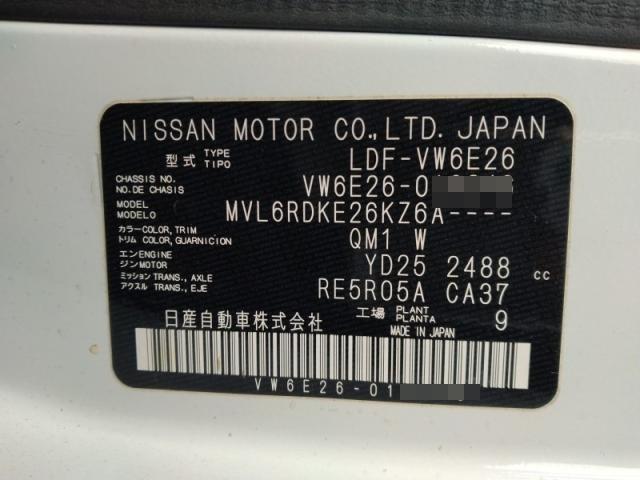 NISSAN MOTOR CO., LTD. JAPAN
型式 TYPE TIPO LDF-VW6E26
CHASSIS NO. NO. DE CHASIS VW6E26-0
MODEL MODELO MVL6RDKE26KZ6A----
カラー COLOR, TRIM トリム COLOR, GUARNICION QM1 W
エンENGINE ジンMOTOR YD25 2488 cc
ミッション TRANS., AXLE アクスル TRANS., EJE RE5R05A CA37
日産自動車株式会社 工場 PLANT PLANTA 9
MADE IN JAPAN
VW6E26-01